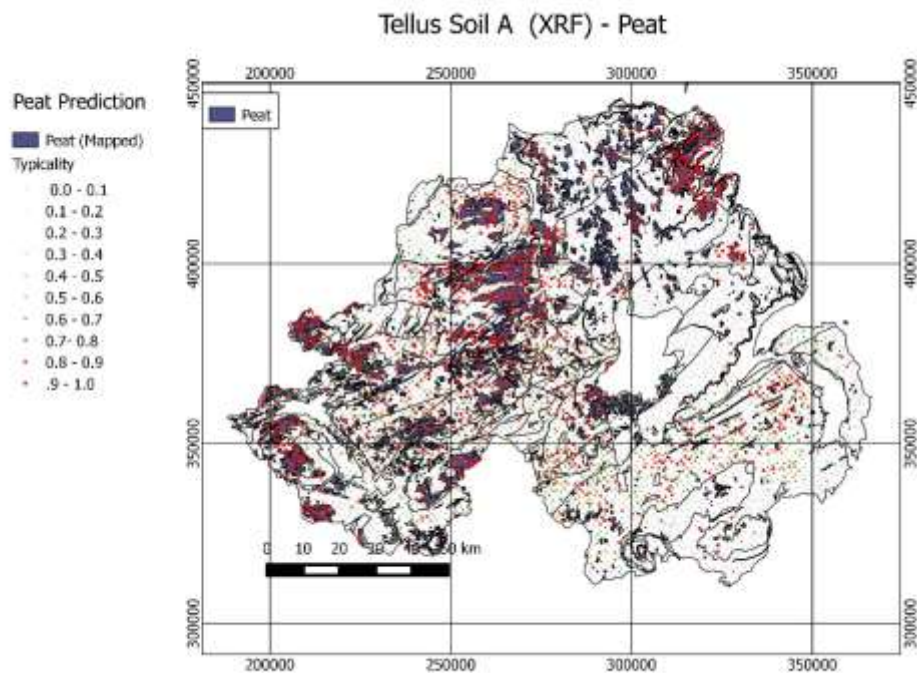 Tellus Soil A (XRF) - Peat
200000 250000 300000 350000
450000 450000
Peat Prediction
Peat
Peat (Mapped)
Typicality
0.0 - 0.1
0.1 - 0.2
0.2 - 0.3
0.3 - 0.4
0.4 - 0.5
0.5 - 0.6
0.6 - 0.7
0.7- 0.8
0.8 - 0.9
.9 - 1.0
400000 400000
350000 350000
0 10 20 30 40 50 km
300000 300000
200000 250000 300000 350000